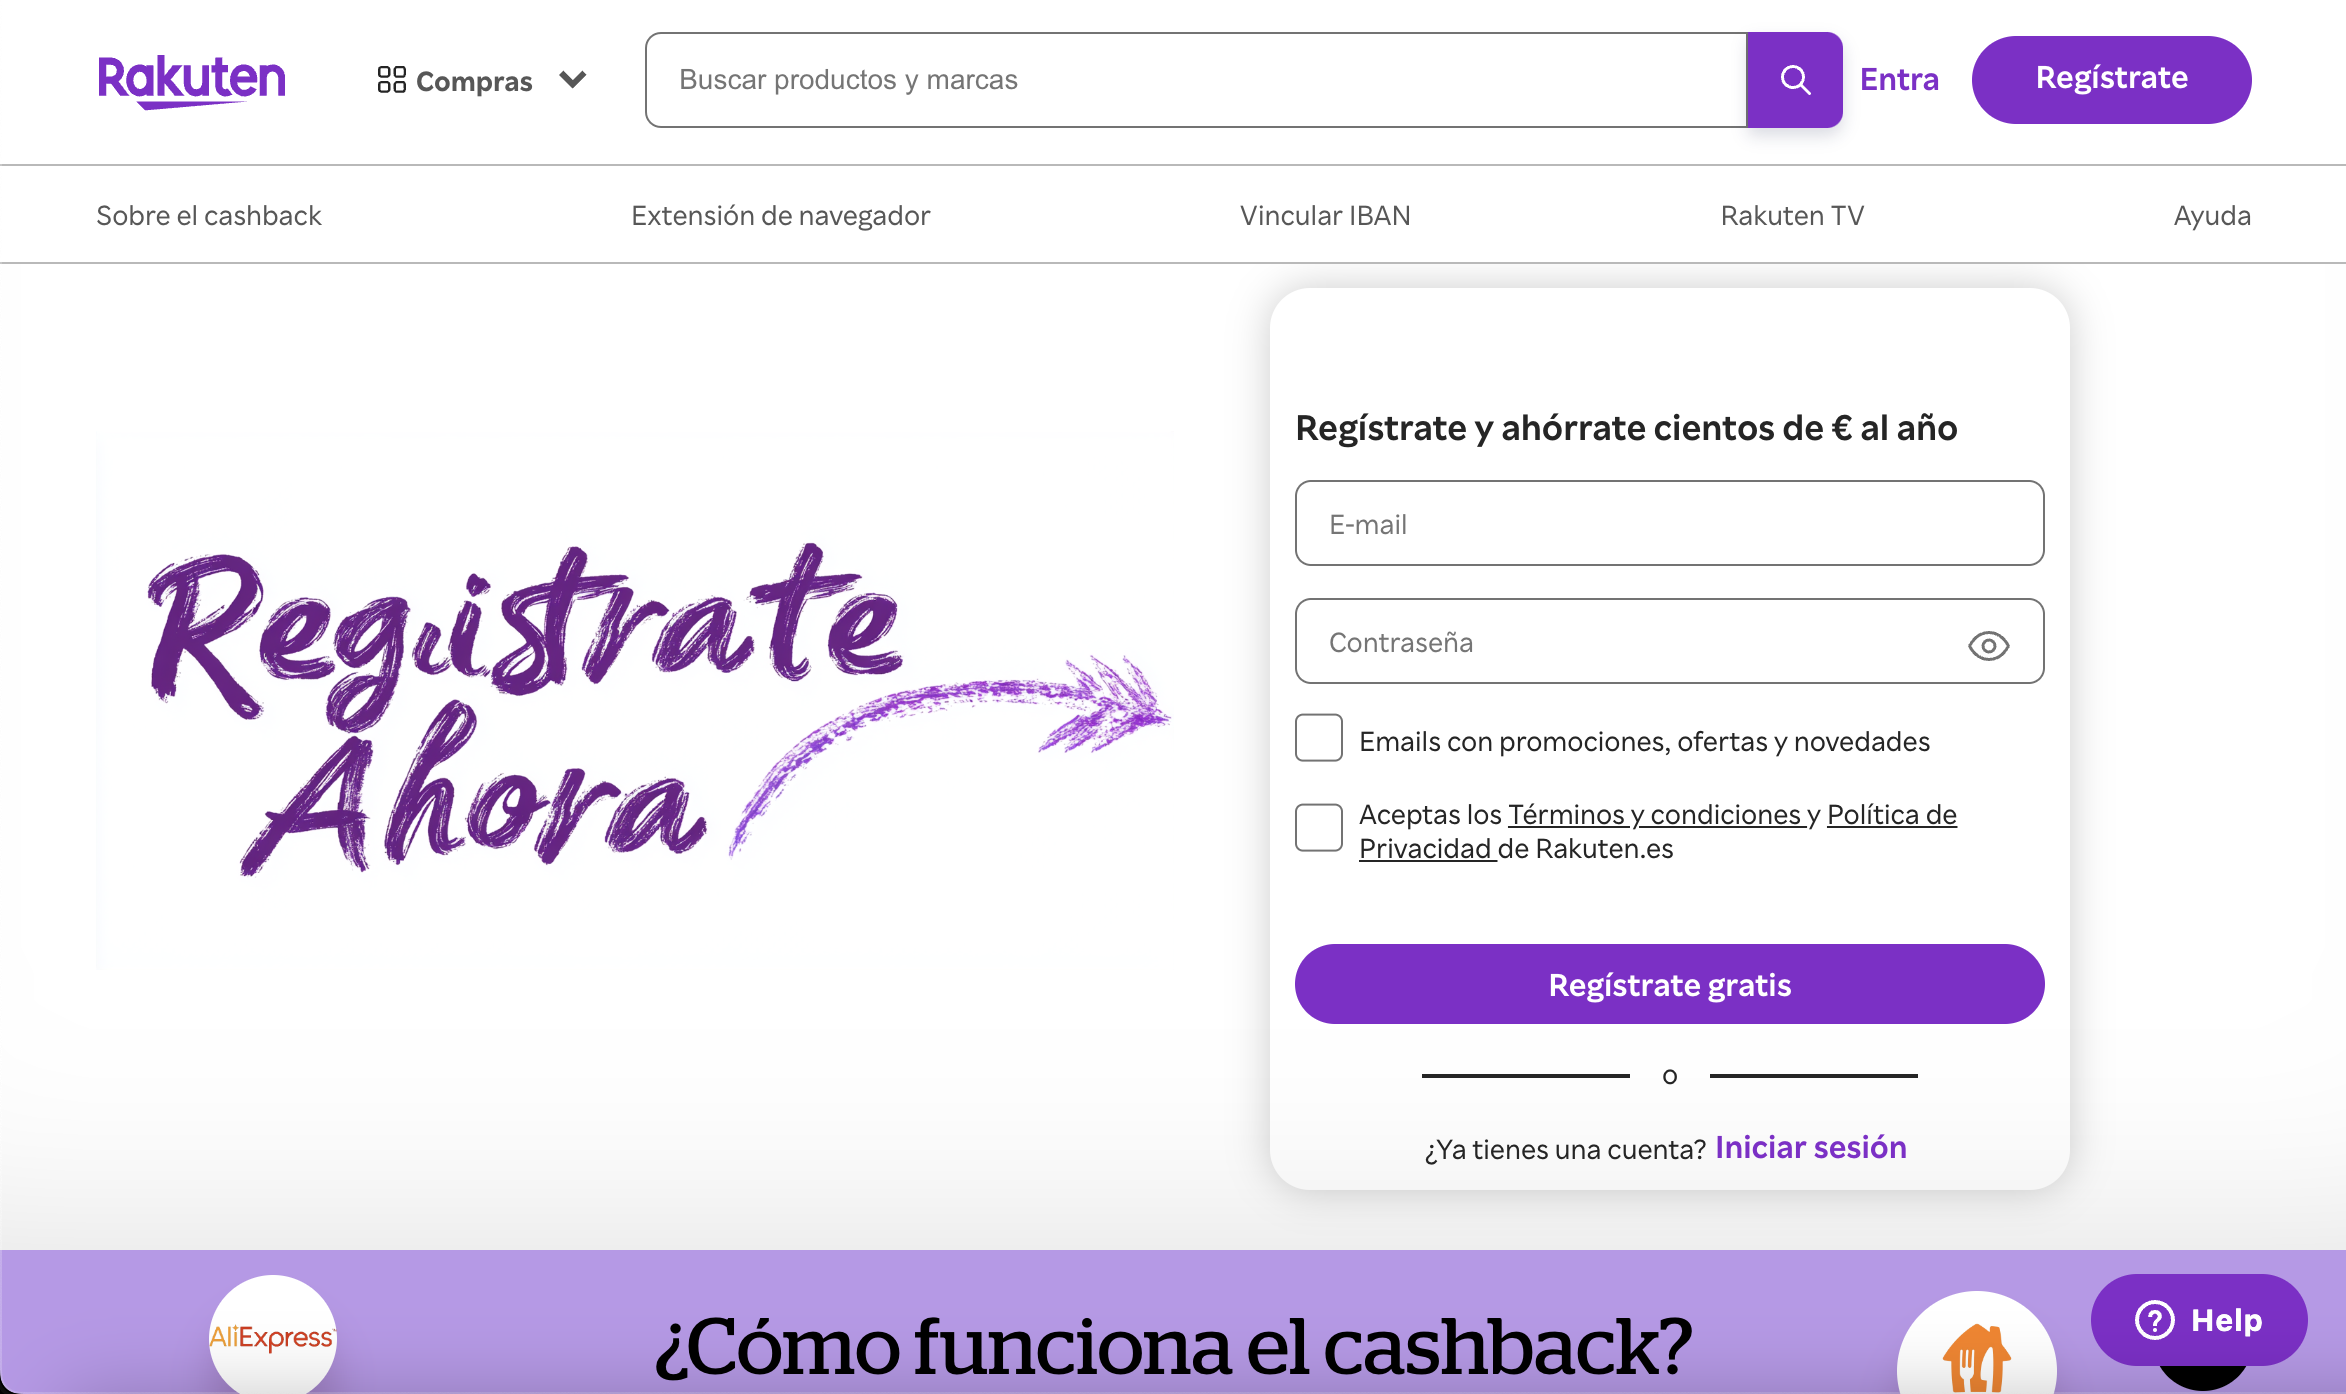 Rakuten
Compras
Buscar productos y marcas
Entra
Regístrate
Sobre el cashback
Extensión de navegador
Vincular IBAN
Rakuten TV
Ayuda
Regístrate
Ahora
Regístrate y ahórrate cientos de € al año
E-mail
Contraseña
Emails con promociones, ofertas y novedades
Aceptas los Términos y condiciones y Política de
Privacidad de Rakuten.es
Regístrate gratis
o
¿Ya tienes una cuenta? Iniciar sesión
AliExpress
¿Cómo funciona el cashback?
Help